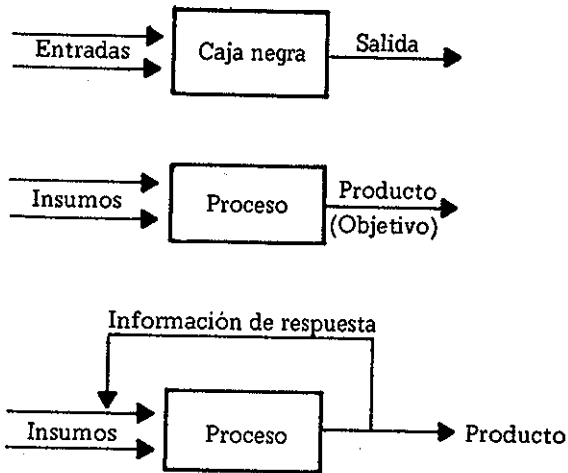 Entradas
Caja negra
Salida
Insumos
Proceso
Producto
(Objetivo)
Información de respuesta
Insumos
Proceso
Producto